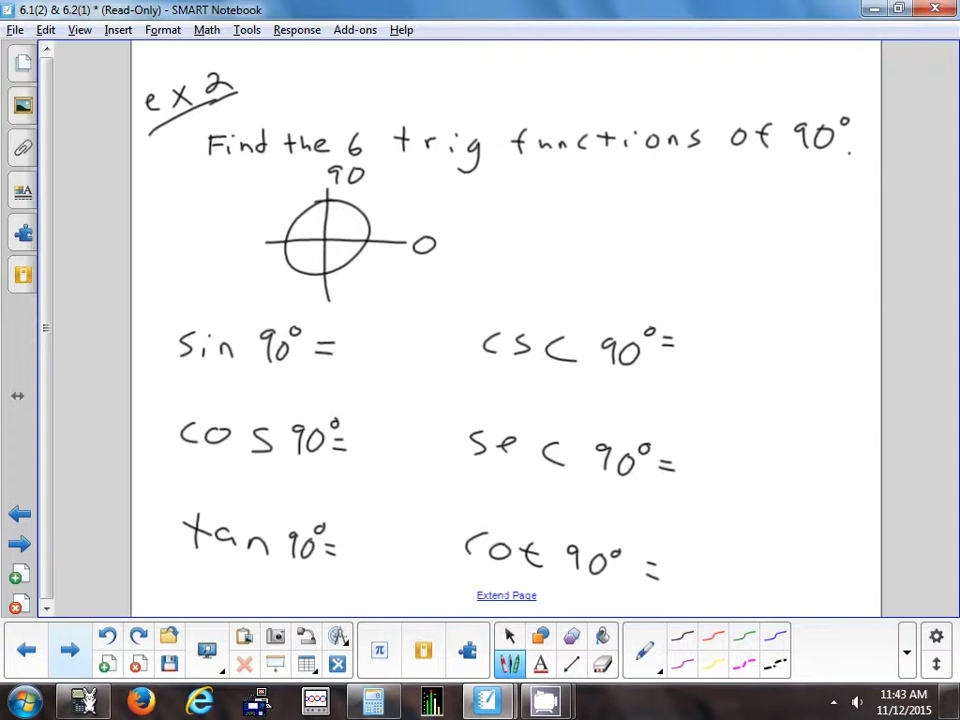 6.1(2) & 6.2(1) * (Read-Only) - SMART Notebook
File Edit View Insert Format Math Tools Response Add-ons Help
ex 2
Find the 6 trig functions of 90°.
90
0
sin 90° = csc 90° =
cos 90° = sec 90° =
tan 90° = cot 90° =
Extend Page
π
A
11:43 AM
11/12/2015